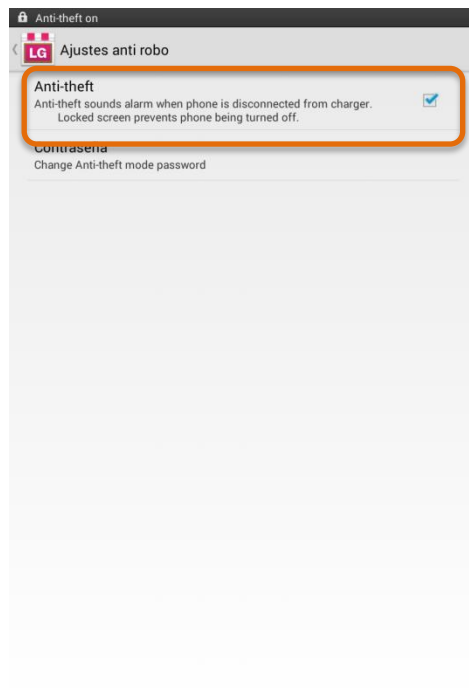 Anti-theft on
LG Ajustes anti robo
Anti-theft
Anti-theft sounds alarm when phone is disconnected from charger.
Locked screen prevents phone being turned off.
Contraseña
Change Anti-theft mode password